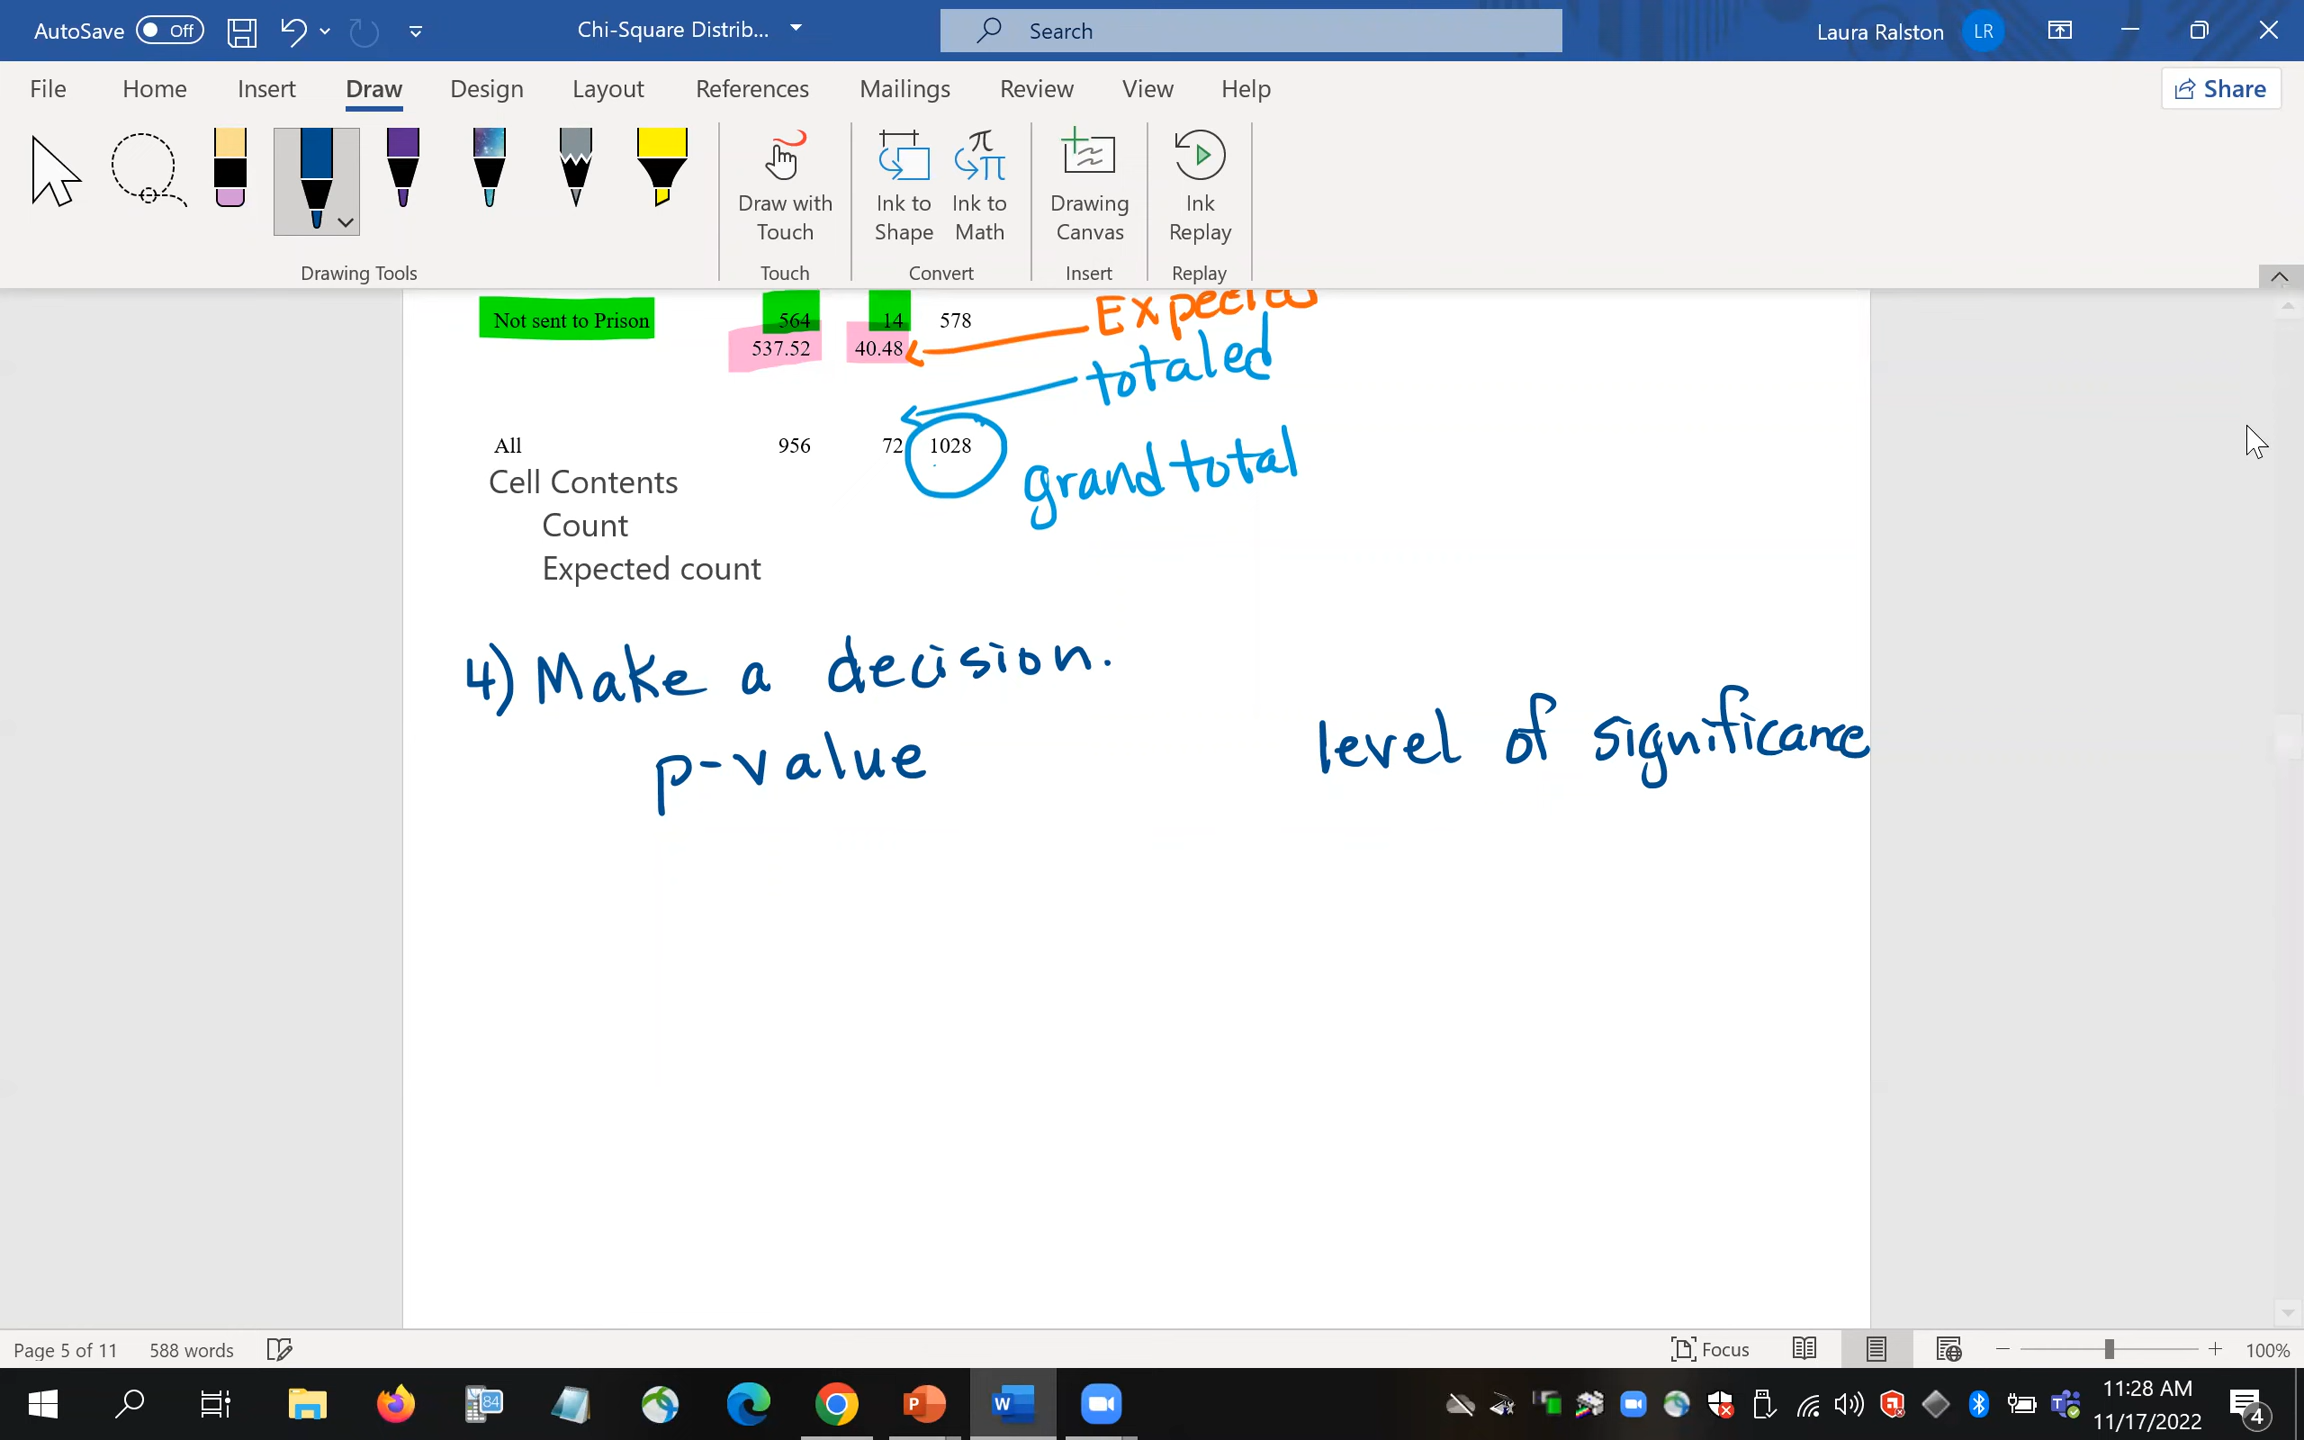 AutoSave Off Chi-Square Distrib... Search Laura Ralston LR
File Home Insert Draw Design Layout References Mailings Review View Help Share
Draw with Touch Ink to Shape Ink to Math Drawing Canvas Ink Replay
Drawing Tools Touch Convert Insert Replay
Expected
Not sent to Prison 564 14 578
537.52 40.48
totaled
All 956 72 1028
grand total
Cell Contents
Count
Expected count
4) Make a decision.
p-value level of significance
Page 5 of 11 588 words Focus 100%
84 P W 11:28 AM
11/17/2022 4